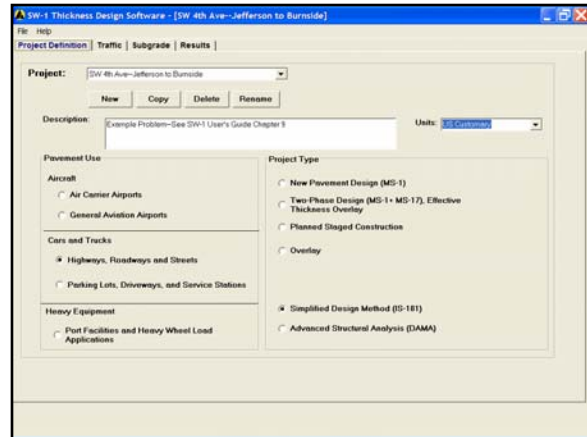 SW-1 Thickness Design Software - [SW 4th Ave--Jefferson to Burnside]
File Help
Project Definition Traffic Subgrade Results
Project: SW 4th Ave--Jefferson to Burnside
New Copy Delete Rename
Description: Example Problem--See SW-1 User's Guide Chapter 9 Units: US Customary
Pavement Use
Aircraft
Air Carrier Airports
General Aviation Airports
Cars and Trucks
Highways, Roadways and Streets
Parking Lots, Driveways, and Service Stations
Heavy Equipment
Port Facilities and Heavy Wheel Load
Applications
Project Type
New Pavement Design (MS-1)
Two-Phase Design (MS-1+ MS-17), Effective
Thickness Overlay
Planned Staged Construction
Overlay
Simplified Design Method (IS-181)
Advanced Structural Analysis (DAMA)